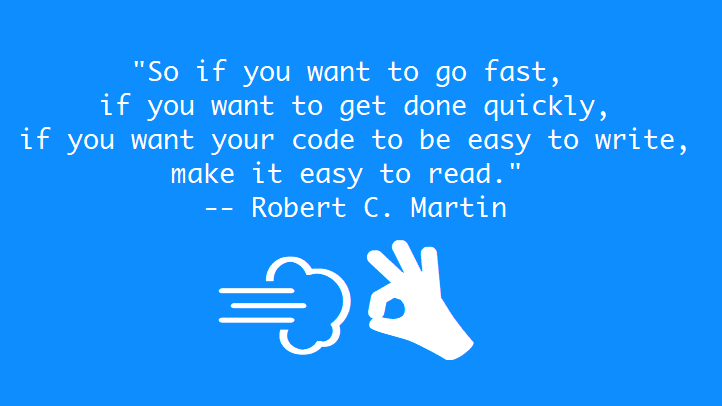 "So if you want to go fast,
if you want to get done quickly,
if you want your code to be easy to write,
make it easy to read."
-- Robert C. Martin